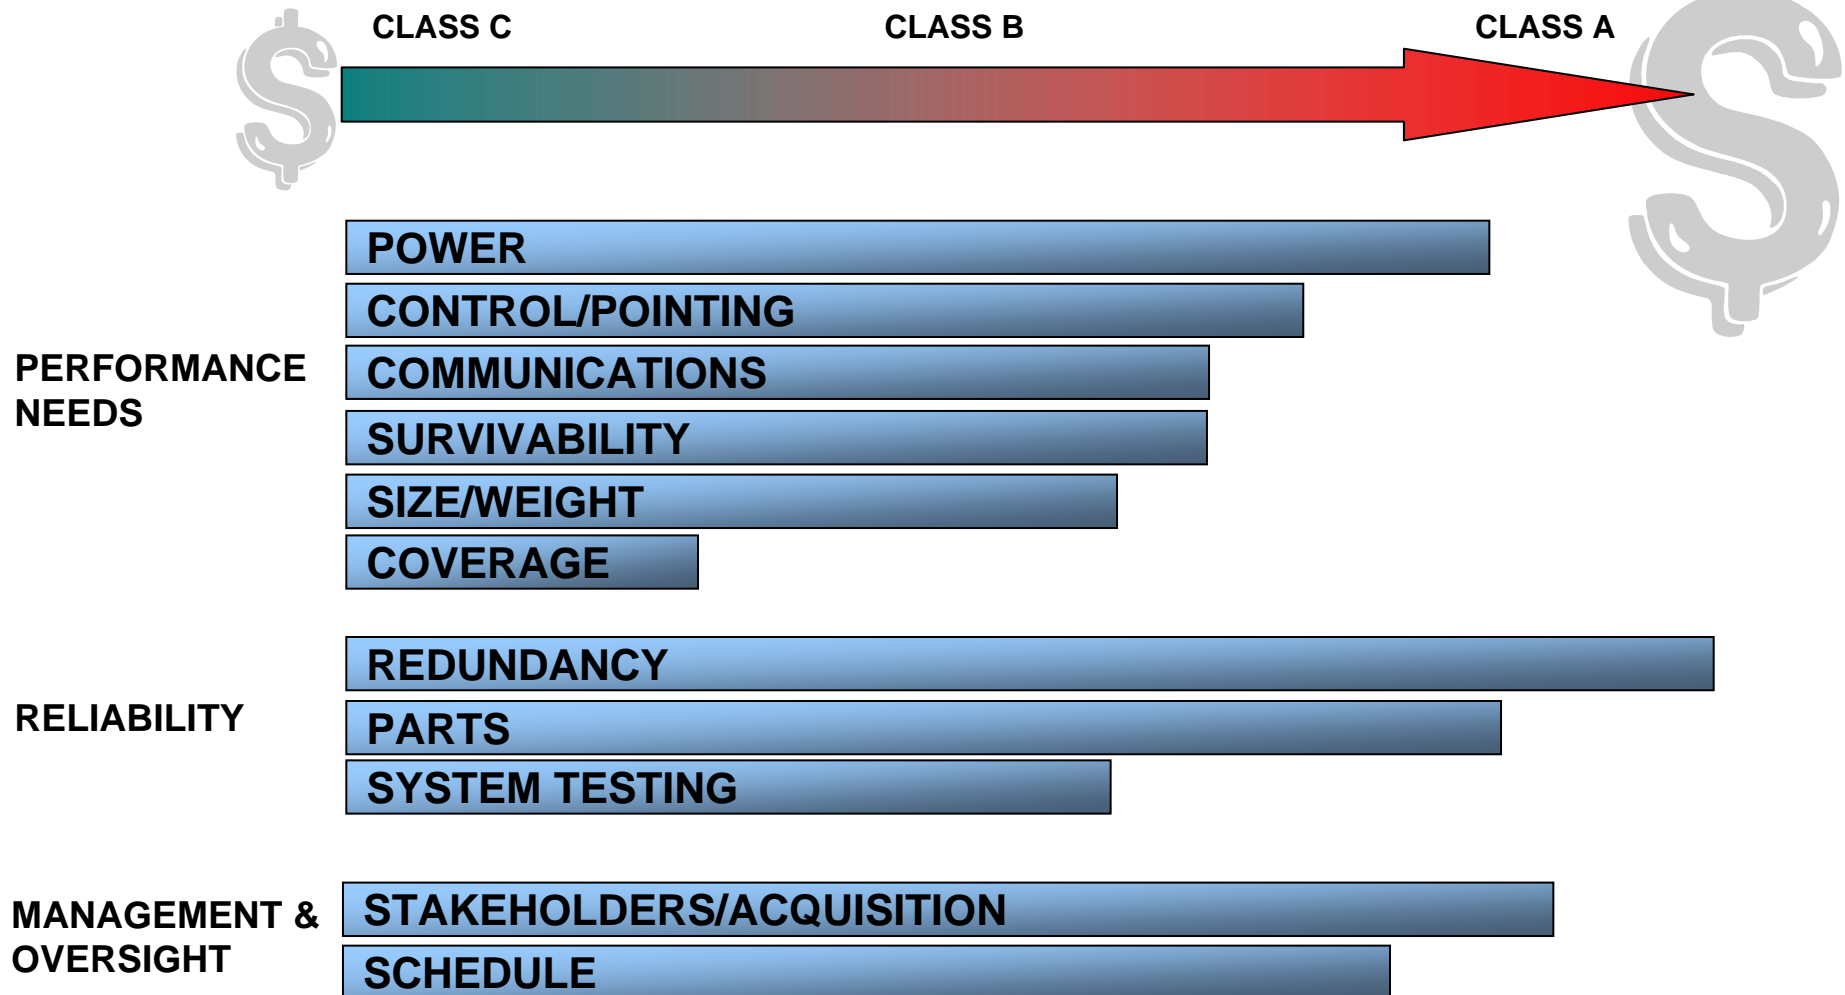 CLASS C CLASS B CLASS A
$ $
POWER
CONTROL/POINTING
PERFORMANCE
NEEDS
COMMUNICATIONS
SURVIVABILITY
SIZE/WEIGHT
COVERAGE
RELIABILITY
REDUNDANCY
PARTS
SYSTEM TESTING
MANAGEMENT &
OVERSIGHT
STAKEHOLDERS/ACQUISITION
SCHEDULE